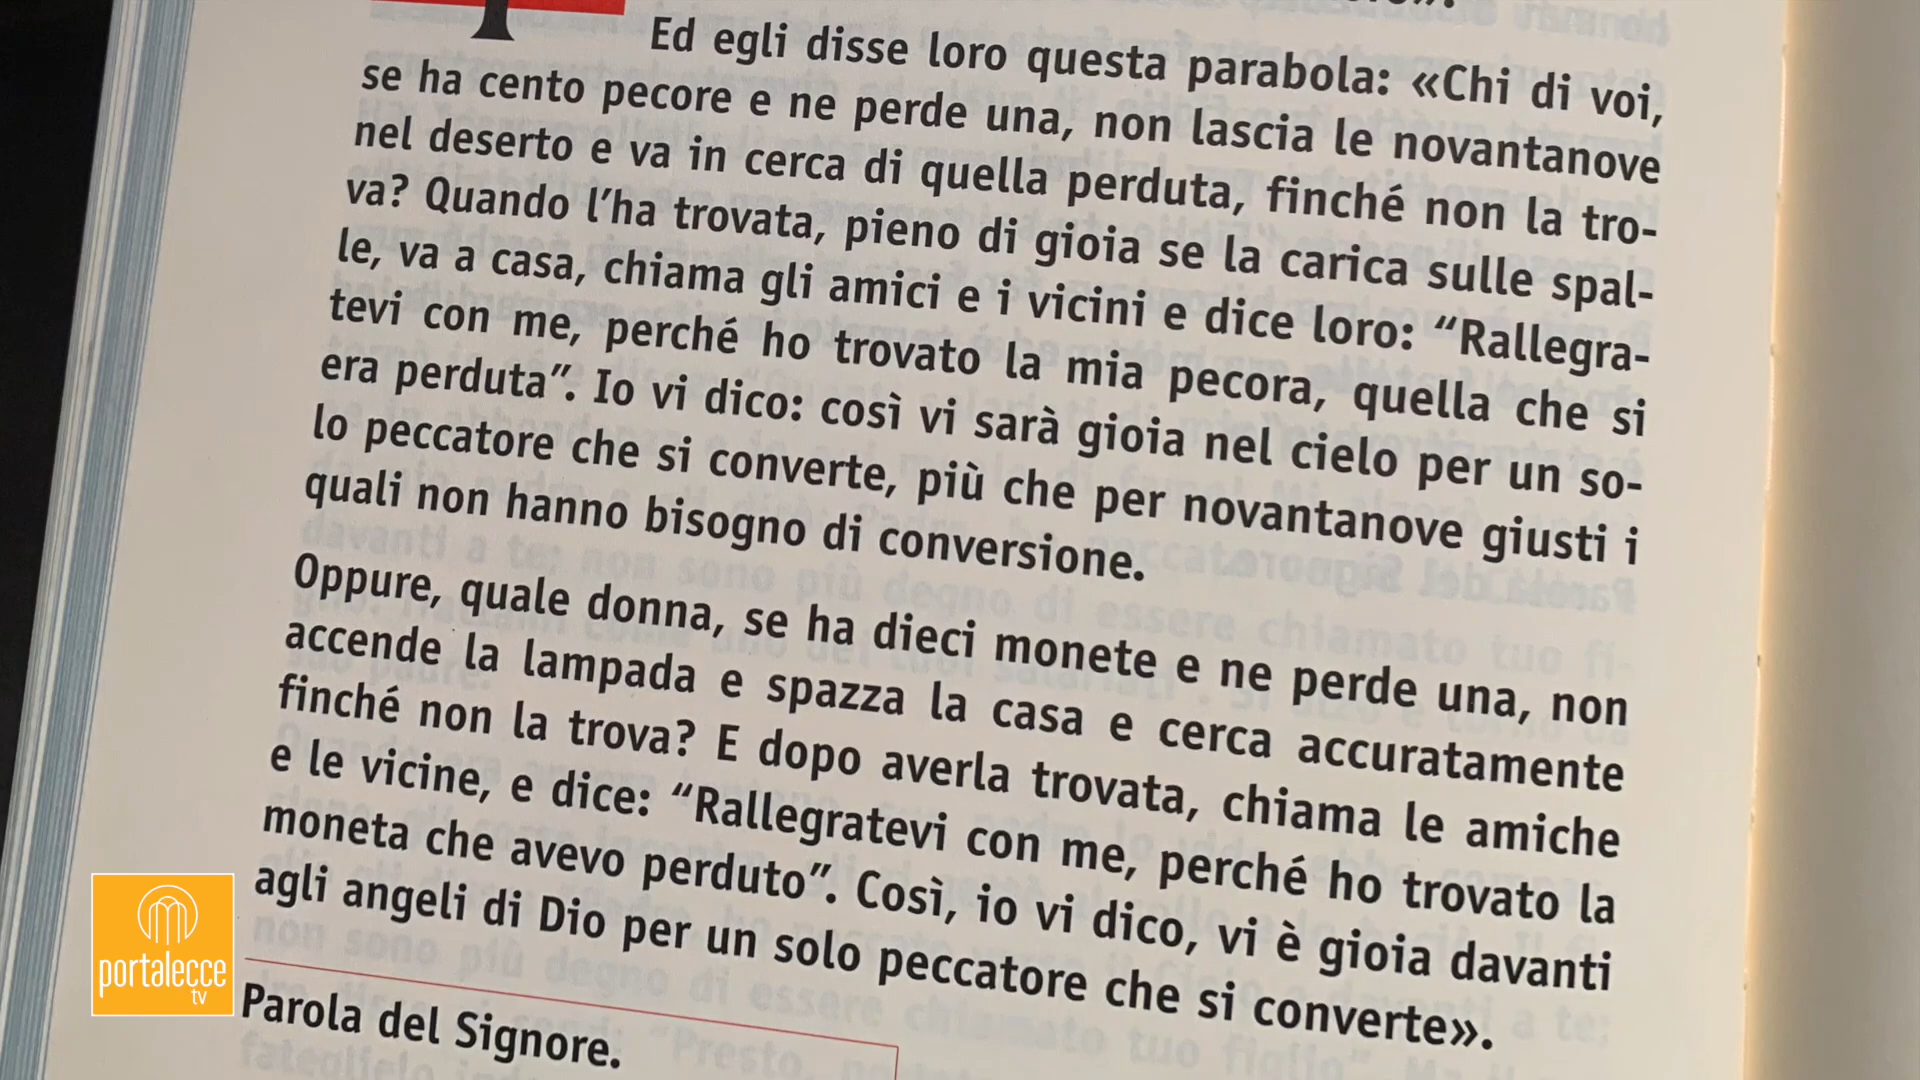 Ed egli disse loro questa parabola: «Chi di voi,
se ha cento pecore e ne perde una, non lascia le novantanove
nel deserto e va in cerca di quella perduta, finché non la tro-
va? Quando l’ha trovata, pieno di gioia se la carica sulle spal-
le, va a casa, chiama gli amici e i vicini e dice loro: “Rallegra-
tevi con me, perché ho trovato la mia pecora, quella che si
era perduta”. Io vi dico: così vi sarà gioia nel cielo per un so-
lo peccatore che si converte, più che per novantanove giusti i
quali non hanno bisogno di conversione.
Oppure, quale donna, se ha dieci monete e ne perde una, non
accende la lampada e spazza la casa e cerca accuratamente
finché non la trova? E dopo averla trovata, chiama le amiche
e le vicine, e dice: “Rallegratevi con me, perché ho trovato la
moneta che avevo perduto”. Così, io vi dico, vi è gioia davanti
agli angeli di Dio per un solo peccatore che si converte».
Parola del Signore.
portalecce
tv